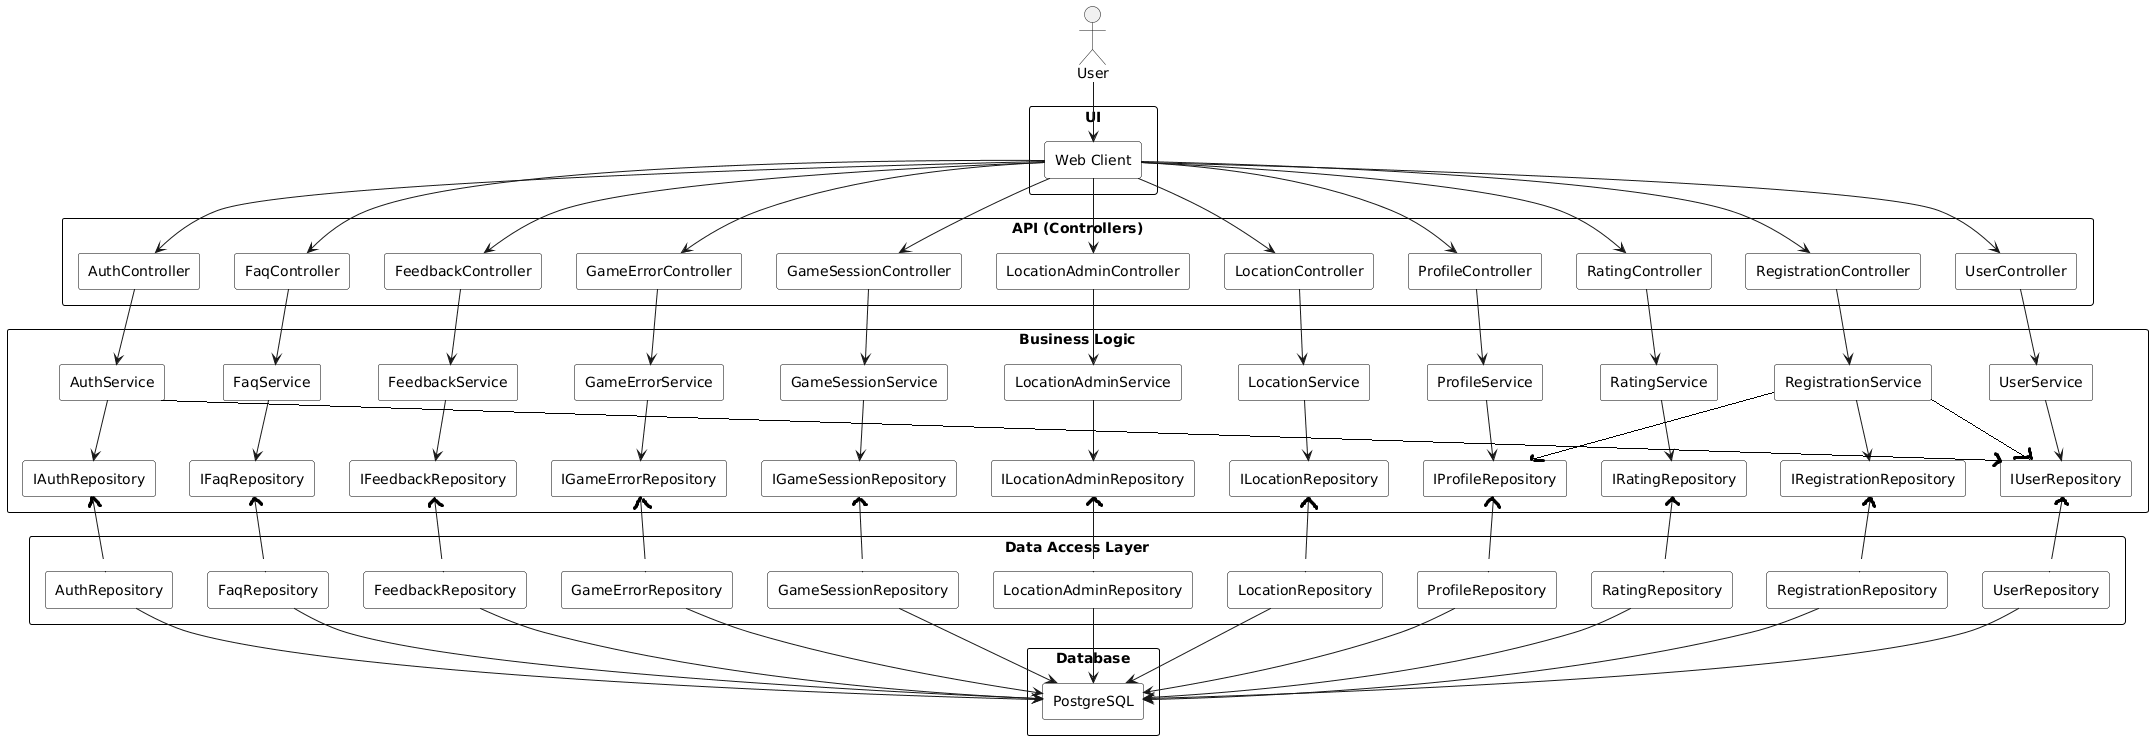 User
UI
Web Client
API (Controllers)
AuthController
FaqController
FeedbackController
GameErrorController
GameSessionController
LocationAdminController
LocationController
ProfileController
RatingController
RegistrationController
UserController
Business Logic
AuthService
FaqService
FeedbackService
GameErrorService
GameSessionService
LocationAdminService
LocationService
ProfileService
RatingService
RegistrationService
UserService
IAuthRepository
IFaqRepository
IFeedbackRepository
IGameErrorRepository
IGameSessionRepository
ILocationAdminRepository
ILocationRepository
IProfileRepository
IRatingRepository
IRegistrationRepository
IUserRepository
Data Access Layer
AuthRepository
FaqRepository
FeedbackRepository
GameErrorRepository
GameSessionRepository
LocationAdminRepository
LocationRepository
ProfileRepository
RatingRepository
RegistrationRepository
UserRepository
Database
PostgreSQL